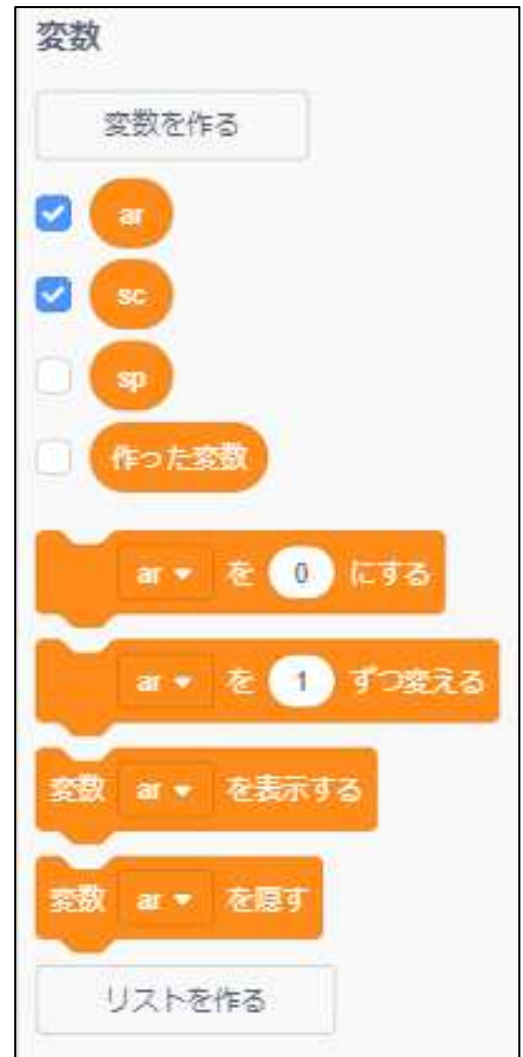 変数
変数を作る
ar
sc
sp
作った変数
ar を 0 にする
ar を 1 ずつ変える
変数 ar を表示する
変数 ar を隠す
リストを作る